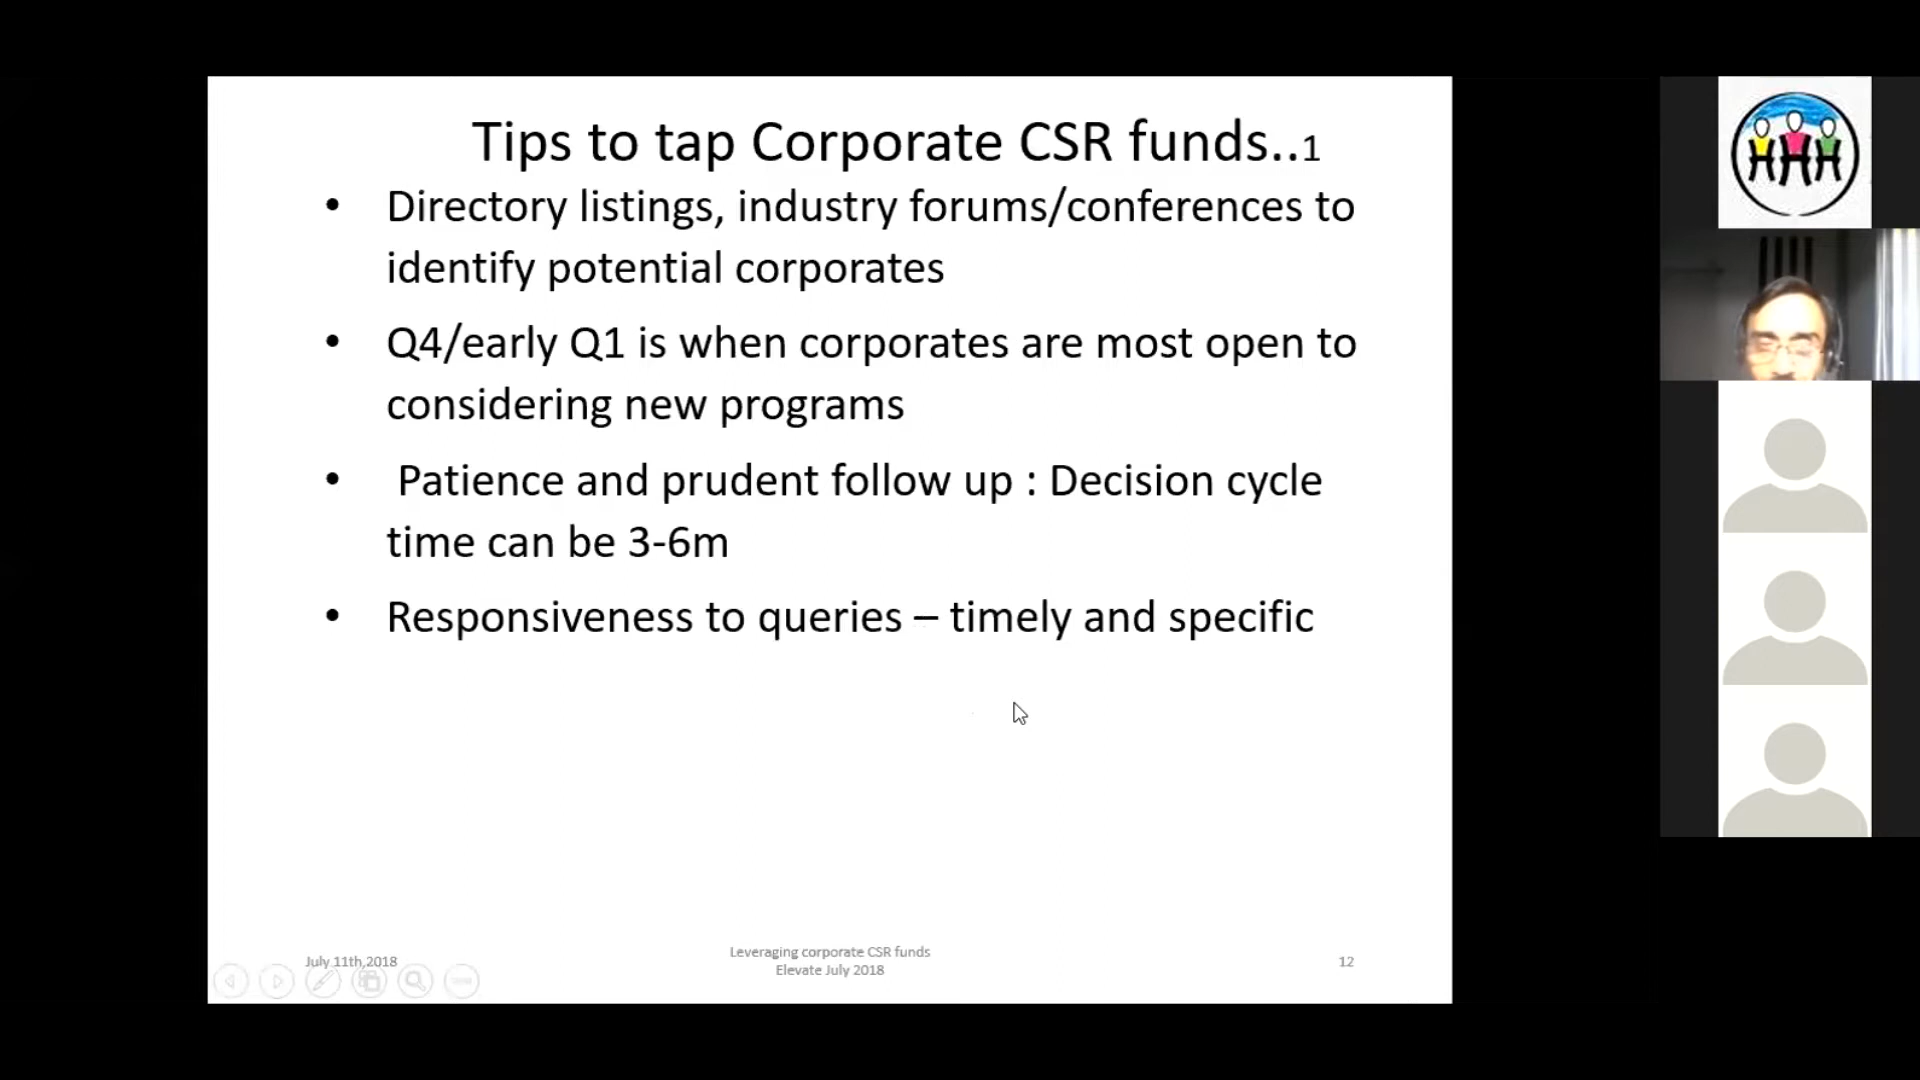 Tips to tap Corporate CSR funds..1
• Directory listings, industry forums/conferences to
identify potential corporates
• Q4/early Q1 is when corporates are most open to
considering new programs
• Patience and prudent follow up : Decision cycle
time can be 3-6m
• Responsiveness to queries – timely and specific
July 11th,2018
Leveraging corporate CSR funds
Elevate July 2018
12